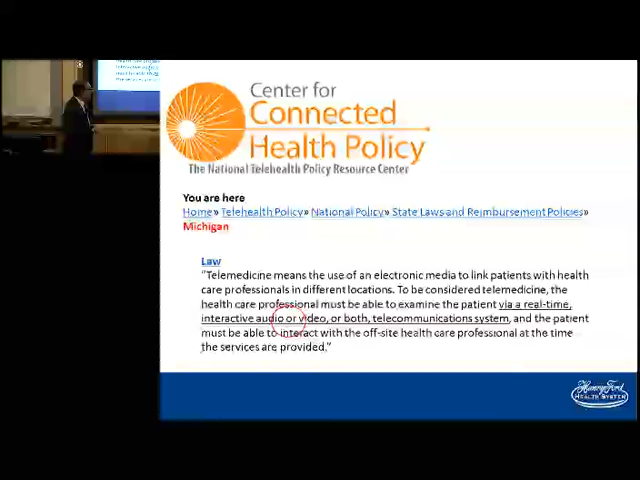 Center for
Connected
Health Policy
The National Telehealth Policy Resource Center
You are here
Home» Telehealth Policy» National Policy» State Laws and Reimbursement Policies»
Michigan
Law
"Telemedicine means the use of an electronic media to link patients with health
care professionals in different locations. To be considered telemedicine, the
health care professional must be able to examine the patient via a real-time,
interactive audio or video, or both, telecommunications system, and the patient
must be able to interact with the off-site health care professional at the time
the services are provided."
Henry Ford
HEALTH SYSTEM